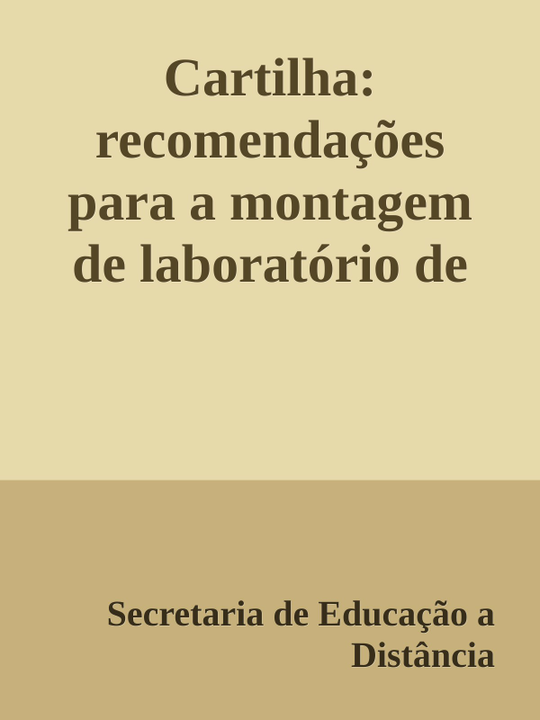 Cartilha:
recomendações
para a montagem
de laboratório de
Secretaria de Educação a
Distância